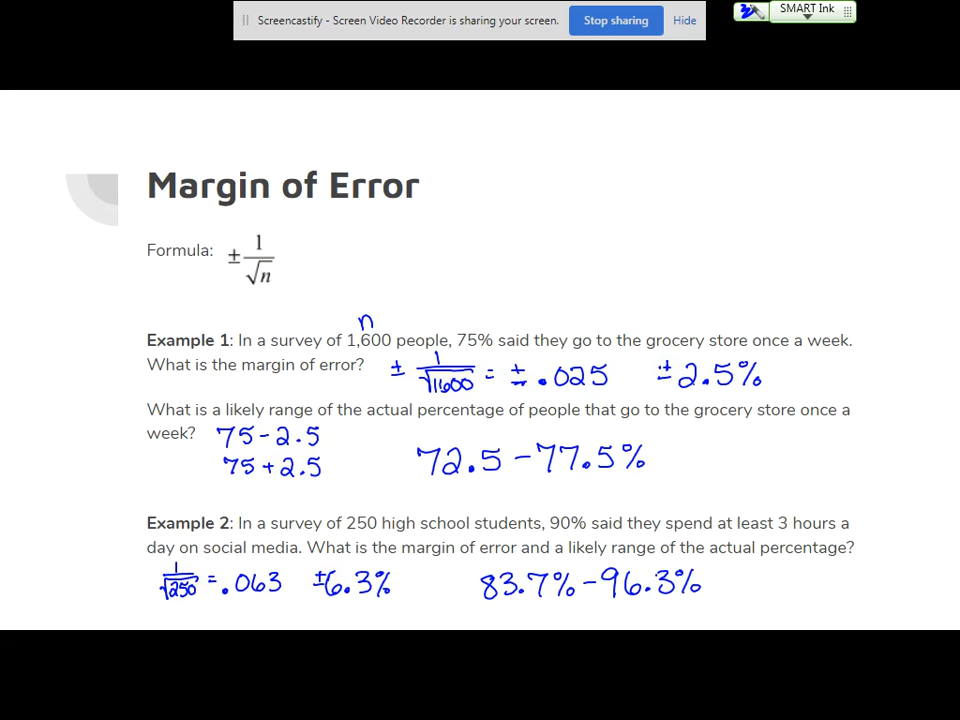 Screencastify - Screen Video Recorder is sharing your screen. Stop sharing Hide
SMART Ink
Margin of Error
Formula: ± 1/√n
n
Example 1: In a survey of 1,600 people, 75% said they go to the grocery store once a week.
What is the margin of error? ± 1/√1600 = ± .025 ± 2.5%
What is a likely range of the actual percentage of people that go to the grocery store once a
week? 75 - 2.5
75 + 2.5 72.5 - 77.5%
Example 2: In a survey of 250 high school students, 90% said they spend at least 3 hours a
day on social media. What is the margin of error and a likely range of the actual percentage?
1/√250 = .063 ±6.3% 83.7% - 96.3%